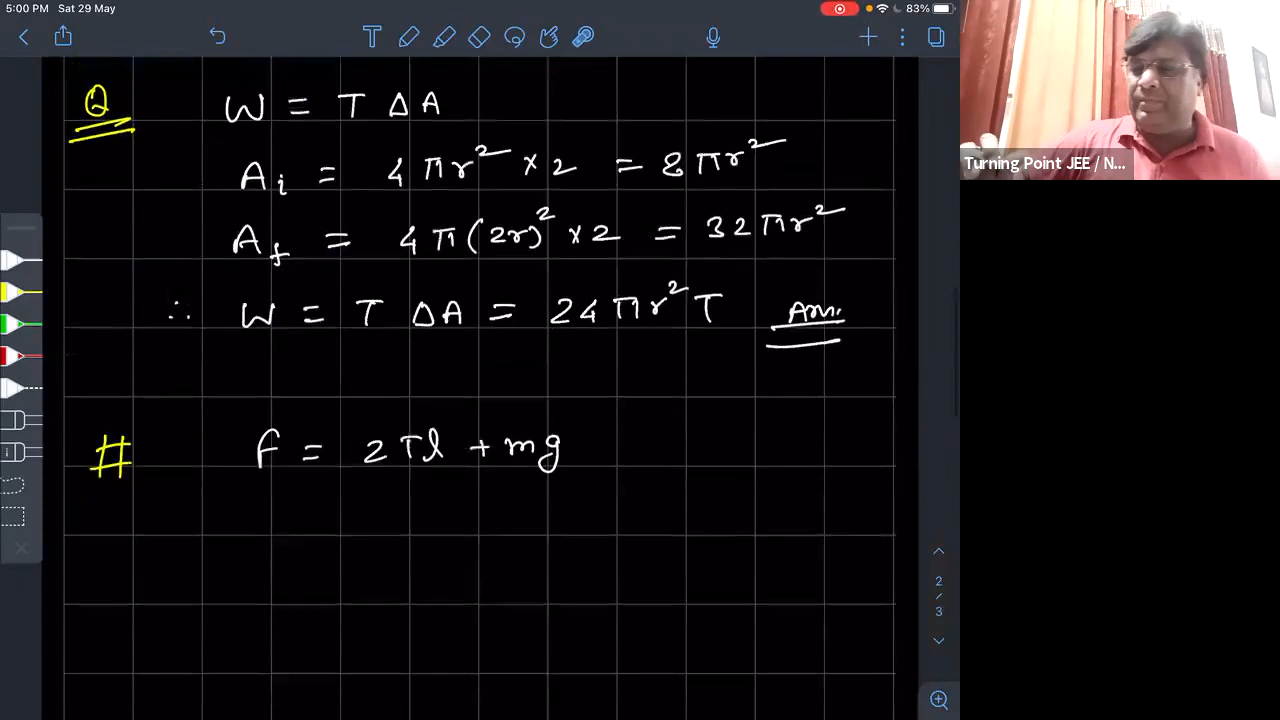 5:00 PM Sat 29 May
83%
Turning Point JEE / N...
Q
W = T ΔA
Ai = 4πr² × 2 = 8πr²
Af = 4π(2r)² × 2 = 32πr²
∴ W = T ΔA = 24πr² T Ans.
# F = 2Tl + mg
2
/
3